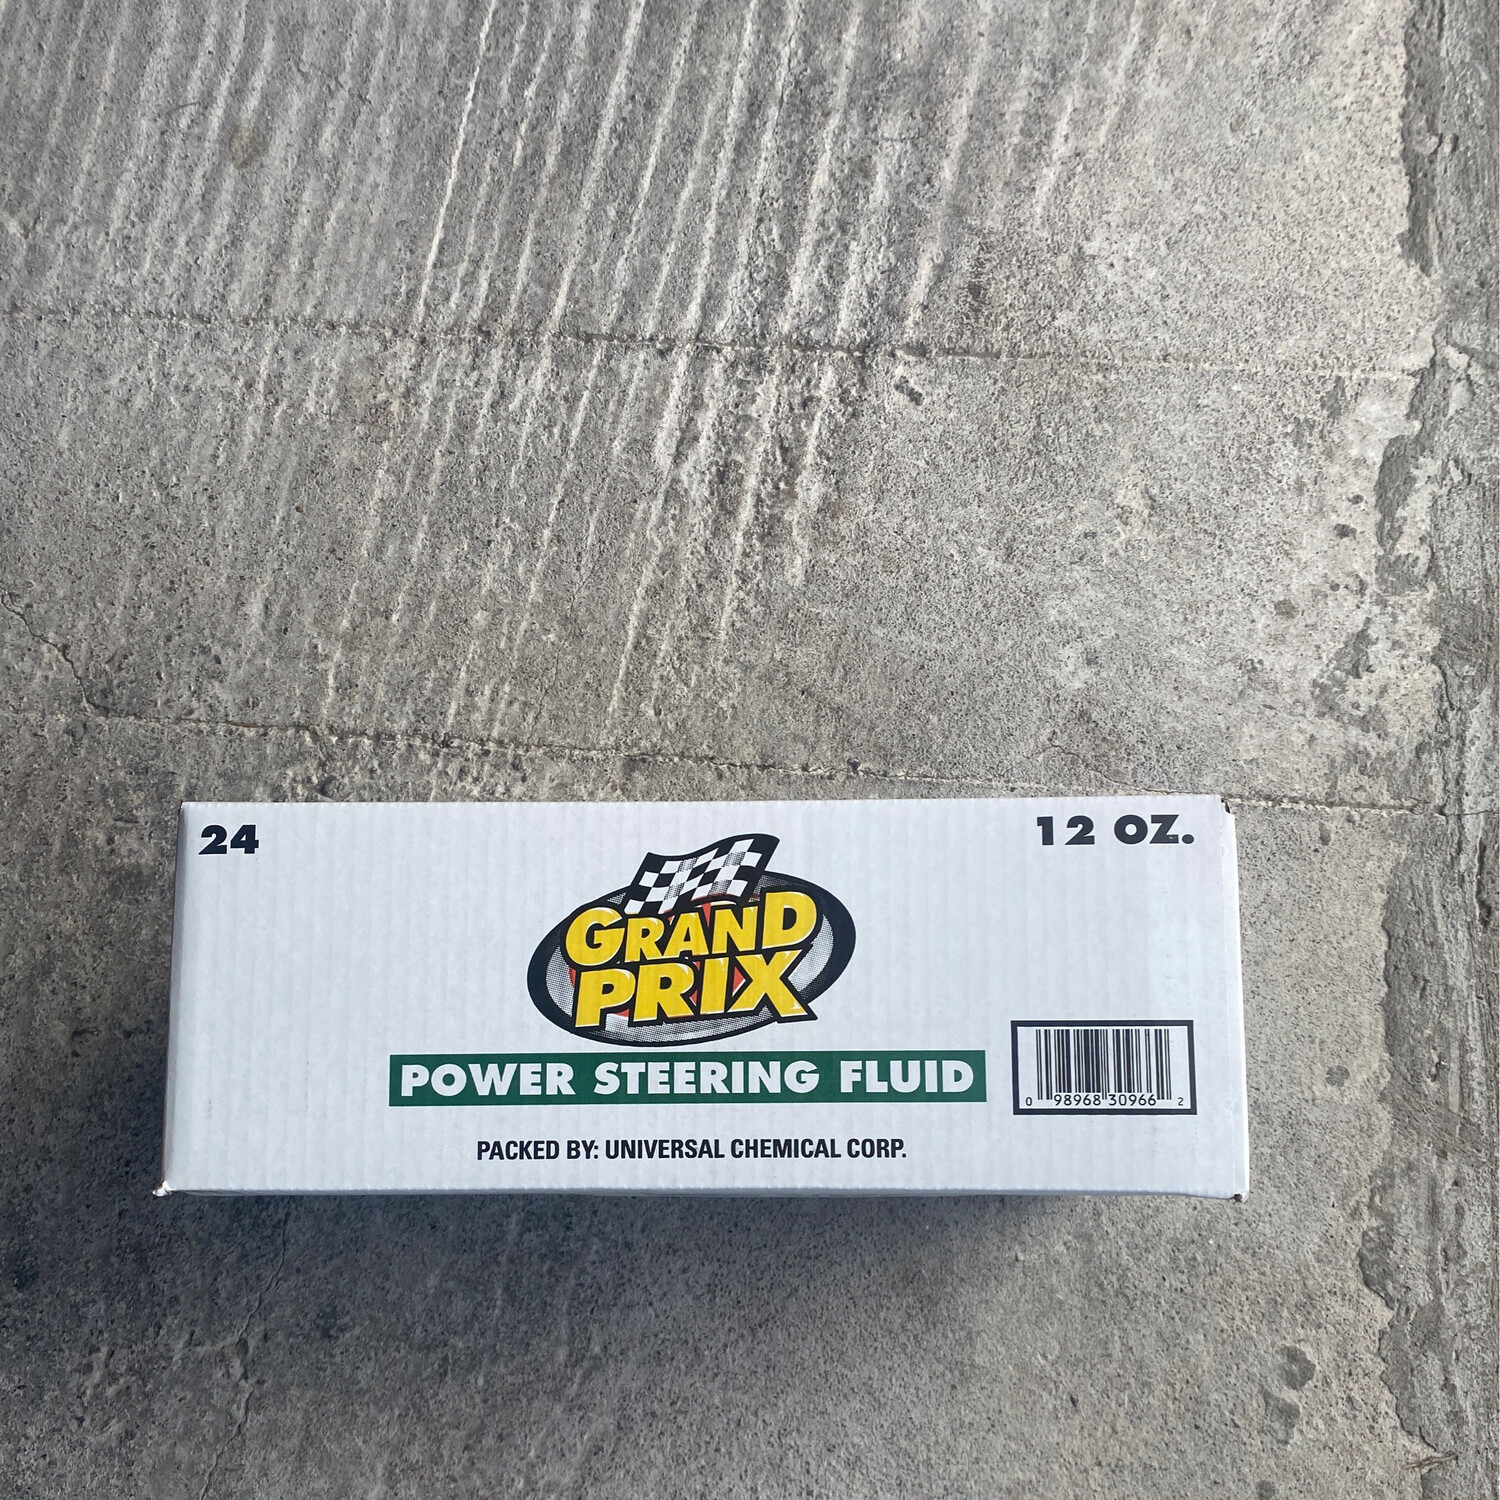 24
12 OZ.
GRAND
PRIX
POWER STEERING FLUID
0 98968 30966 2
PACKED BY: UNIVERSAL CHEMICAL CORP.